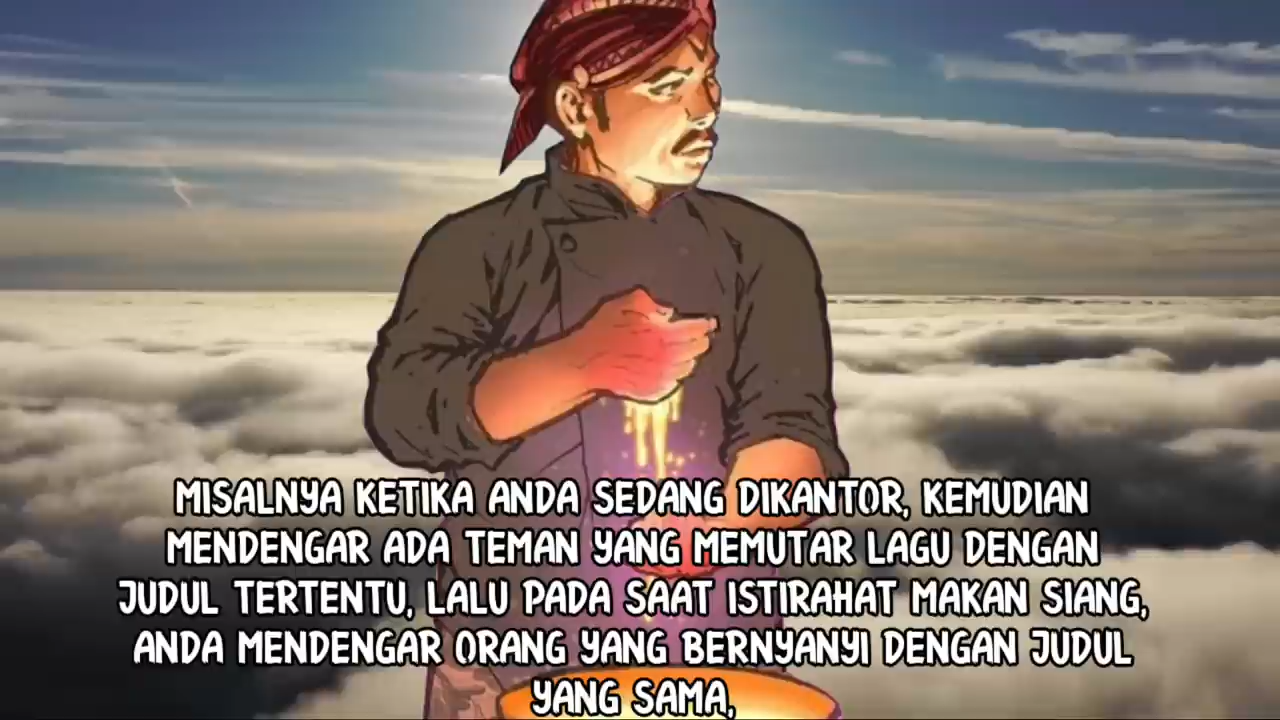 MISALNYA KETIKA ANDA SEDANG DIKANTOR, KEMUDIAN
MENDENGAR ADA TEMAN YANG MEMUTAR LAGU DENGAN
JUDUL TERTENTU, LALU PADA SAAT ISTIRAHAT MAKAN SIANG,
ANDA MENDENGAR ORANG YANG BERNYANYI DENGAN JUDUL
YANG SAMA,